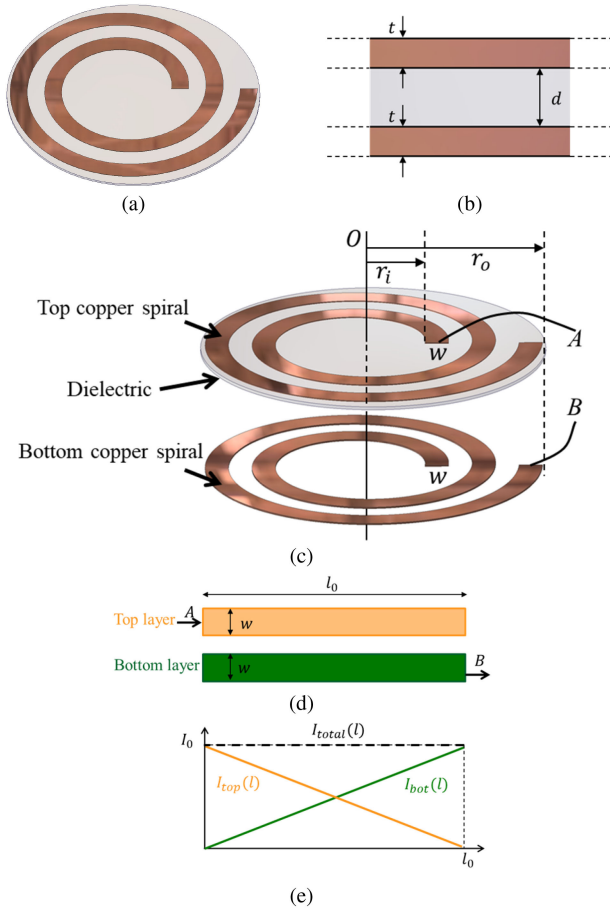 (a)
t
t
d
(b)
O
r_i
r_o
Top copper spiral
w
A
Dielectric
B
Bottom copper spiral
w
(c)
l_0
A
Top layer
w
Bottom layer
w
B
(d)
I_0
I_total(l)
I_top(l)
I_bot(l)
l_0
(e)